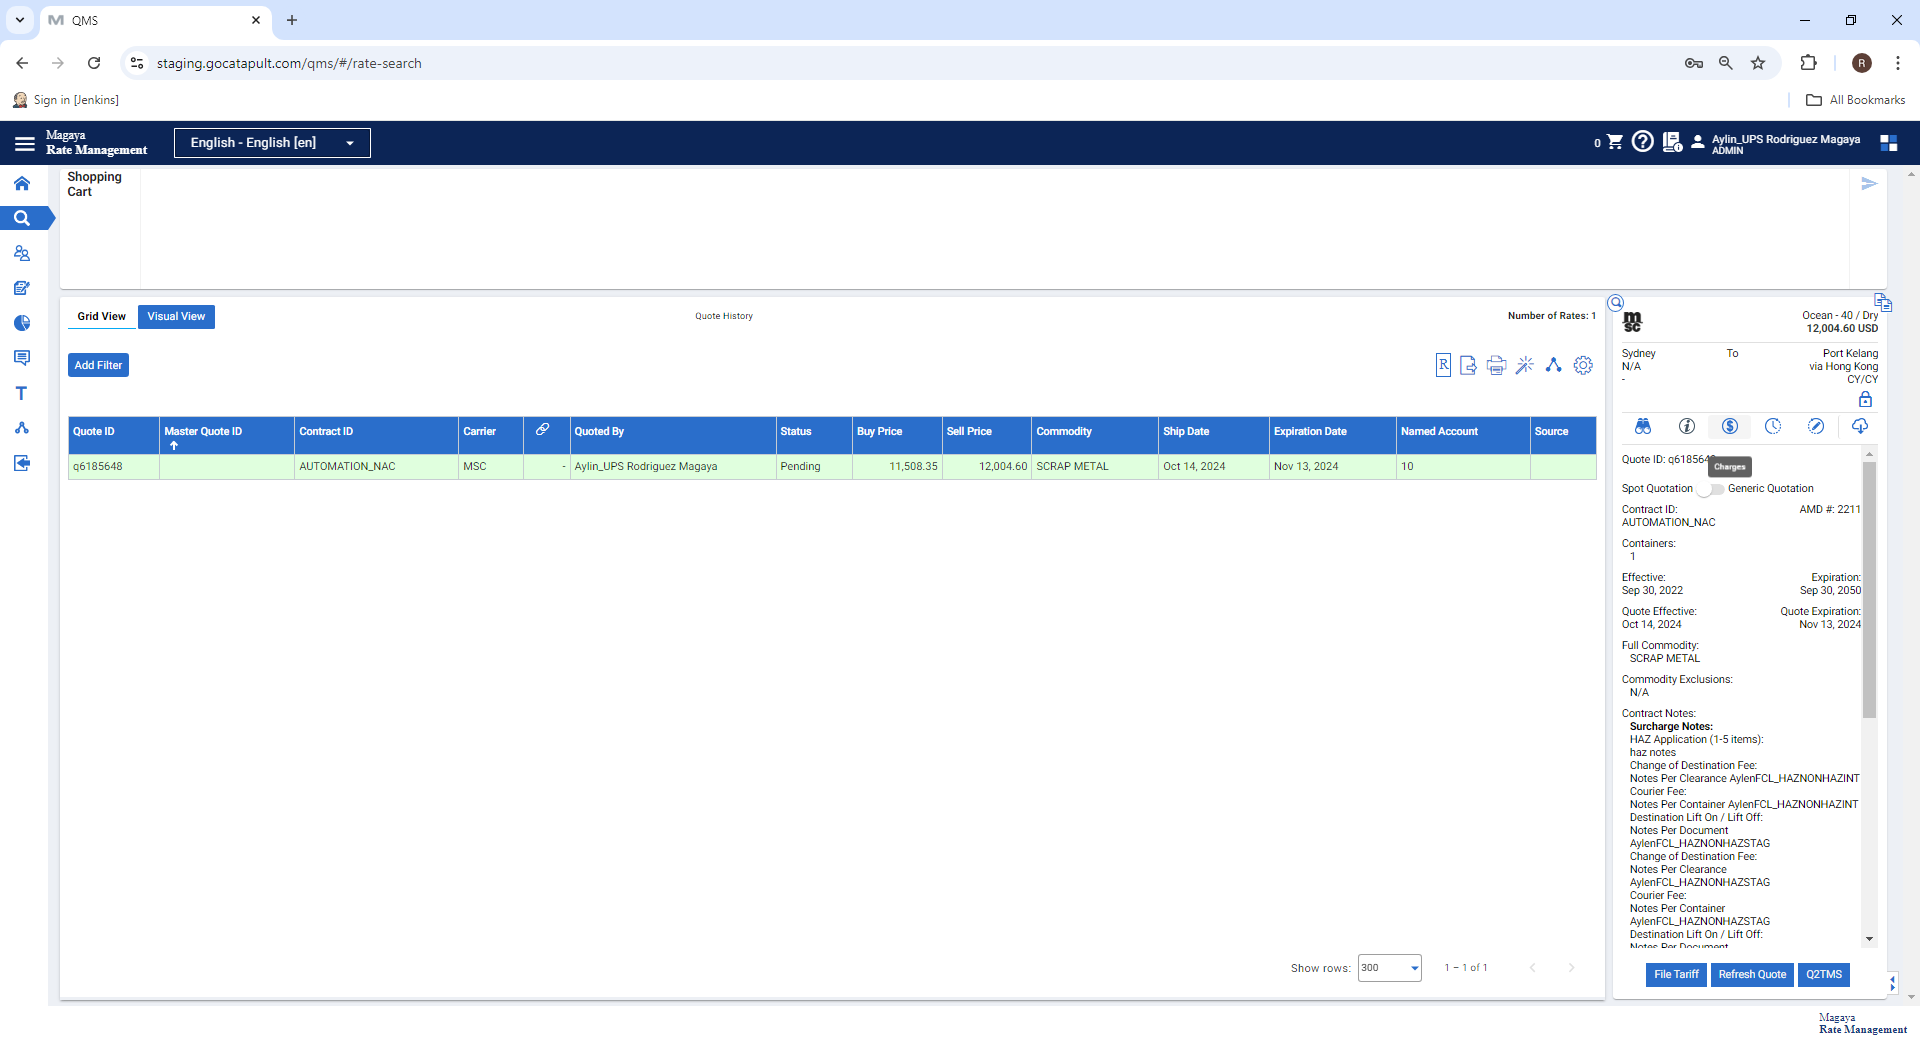 QMS
staging.gocatapult.com/qms/#/rate-search
R
Sign in [Jenkins]
All Bookmarks
Magaya
Rate Management
English - English [en]
0
Aylin_UPS Rodriguez Magaya
ADMIN
Shopping
Cart
Grid View
Visual View
Quote History
Number of Rates: 1
Add Filter
R
Quote ID
Master Quote ID
Contract ID
Carrier
Quoted By
Status
Buy Price
Sell Price
Commodity
Ship Date
Expiration Date
Named Account
Source
q6185648
AUTOMATION_NAC
MSC
-
Aylin_UPS Rodriguez Magaya
Pending
11,508.35
12,004.60
SCRAP METAL
Oct 14, 2024
Nov 13, 2024
10
Show rows:
300
1 – 1 of 1
msc
Ocean - 40 / Dry
12,004.60 USD
Sydney
To
Port Kelang
N/A
via Hong Kong
-
CY/CY
Quote ID: q618564
Charges
Spot Quotation
Generic Quotation
Contract ID:
AMD #: 2211
AUTOMATION_NAC
Containers:
1
Effective:
Expiration:
Sep 30, 2022
Sep 30, 2050
Quote Effective:
Quote Expiration:
Oct 14, 2024
Nov 13, 2024
Full Commodity:
SCRAP METAL
Commodity Exclusions:
N/A
Contract Notes:
Surcharge Notes:
HAZ Application (1-5 items):
haz notes
Change of Destination Fee:
Notes Per Clearance AylenFCL_HAZNONHAZINT
Courier Fee:
Notes Per Container AylenFCL_HAZNONHAZINT
Destination Lift On / Lift Off:
Notes Per Document
AylenFCL_HAZNONHAZSTAG
Change of Destination Fee:
Notes Per Clearance
AylenFCL_HAZNONHAZSTAG
Courier Fee:
Notes Per Container
AylenFCL_HAZNONHAZSTAG
Destination Lift On / Lift Off:
Notes Per Document
File Tariff
Refresh Quote
Q2TMS
Magaya
Rate Management